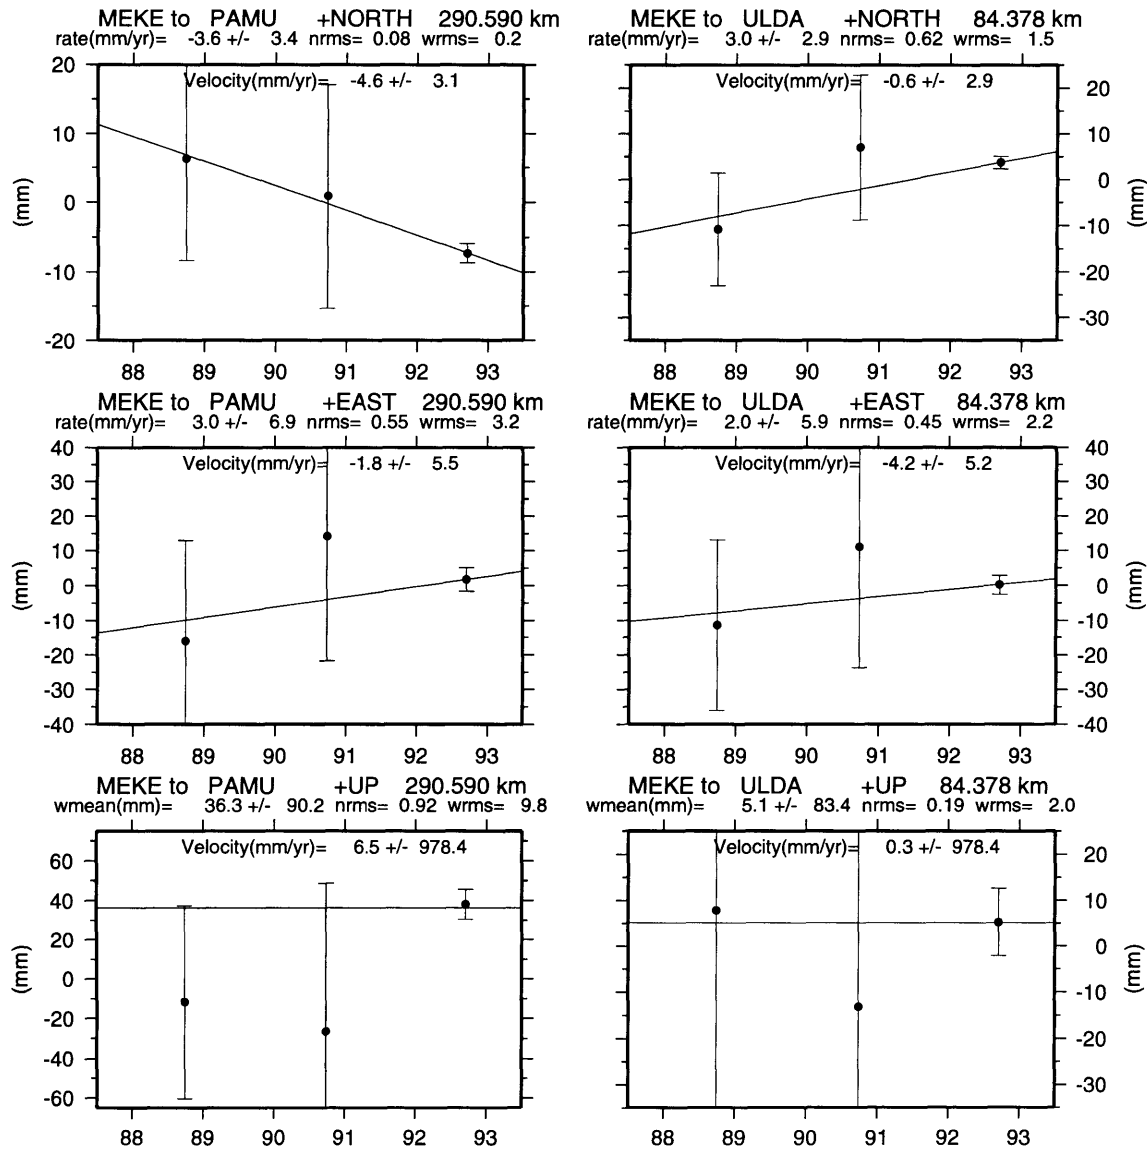 MEKE to PAMU +NORTH 290.590 km
rate(mm/yr)= -3.6 +/- 3.4 nrms= 0.08 wrms= 0.2
Velocity(mm/yr)= -4.6 +/- 3.1
20
10
0
-10
-20
(mm)
88 89 90 91 92 93
MEKE to ULDA +NORTH 84.378 km
rate(mm/yr)= 3.0 +/- 2.9 nrms= 0.62 wrms= 1.5
Velocity(mm/yr)= -0.6 +/- 2.9
20
10
0
-10
-20
-30
(mm)
88 89 90 91 92 93
MEKE to PAMU +EAST 290.590 km
rate(mm/yr)= 3.0 +/- 6.9 nrms= 0.55 wrms= 3.2
Velocity(mm/yr)= -1.8 +/- 5.5
40
30
20
10
0
-10
-20
-30
-40
(mm)
88 89 90 91 92 93
MEKE to ULDA +EAST 84.378 km
rate(mm/yr)= 2.0 +/- 5.9 nrms= 0.45 wrms= 2.2
Velocity(mm/yr)= -4.2 +/- 5.2
40
30
20
10
0
-10
-20
-30
-40
(mm)
88 89 90 91 92 93
MEKE to PAMU +UP 290.590 km
wmean(mm)= 36.3 +/- 90.2 nrms= 0.92 wrms= 9.8
Velocity(mm/yr)= 6.5 +/- 978.4
60
40
20
0
-20
-40
-60
(mm)
88 89 90 91 92 93
MEKE to ULDA +UP 84.378 km
wmean(mm)= 5.1 +/- 83.4 nrms= 0.19 wrms= 2.0
Velocity(mm/yr)= 0.3 +/- 978.4
20
10
0
-10
-20
-30
(mm)
88 89 90 91 92 93